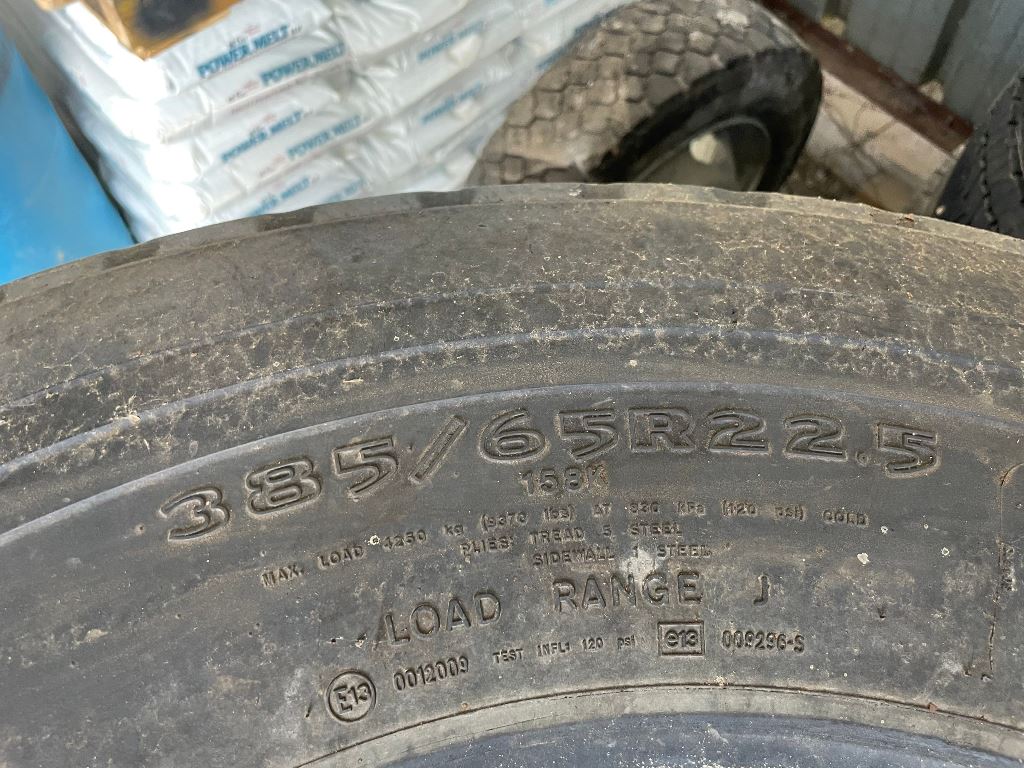 POWER MELT
POWER MELT
POWER MELT
POWER MELT
385/65R22.5
158K
MAX. LOAD 4250 kg (9370 lbs) AT 830 KPa (120 psi) COLD
PLIES: TREAD 5 STEEL
SIDEWALL 1 STEEL
LOAD RANGE J
TEST INFL: 120 psi e13 009296-S
E13 0012009